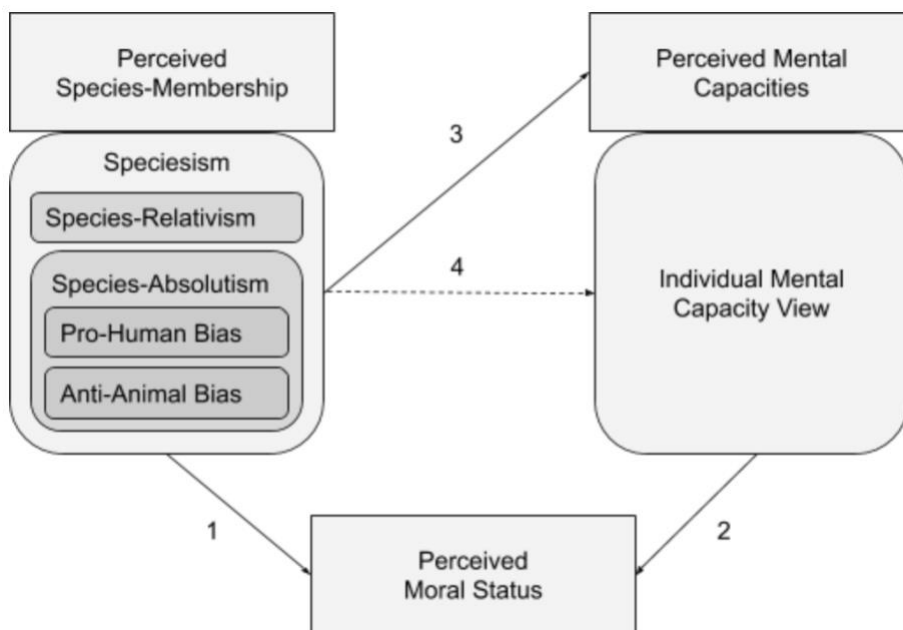 Perceived
Species-Membership
Perceived Mental
Capacities
3
Speciesism
Species-Relativism
4
Species-Absolutism
Pro-Human Bias
Anti-Animal Bias
Individual Mental
Capacity View
1
2
Perceived
Moral Status